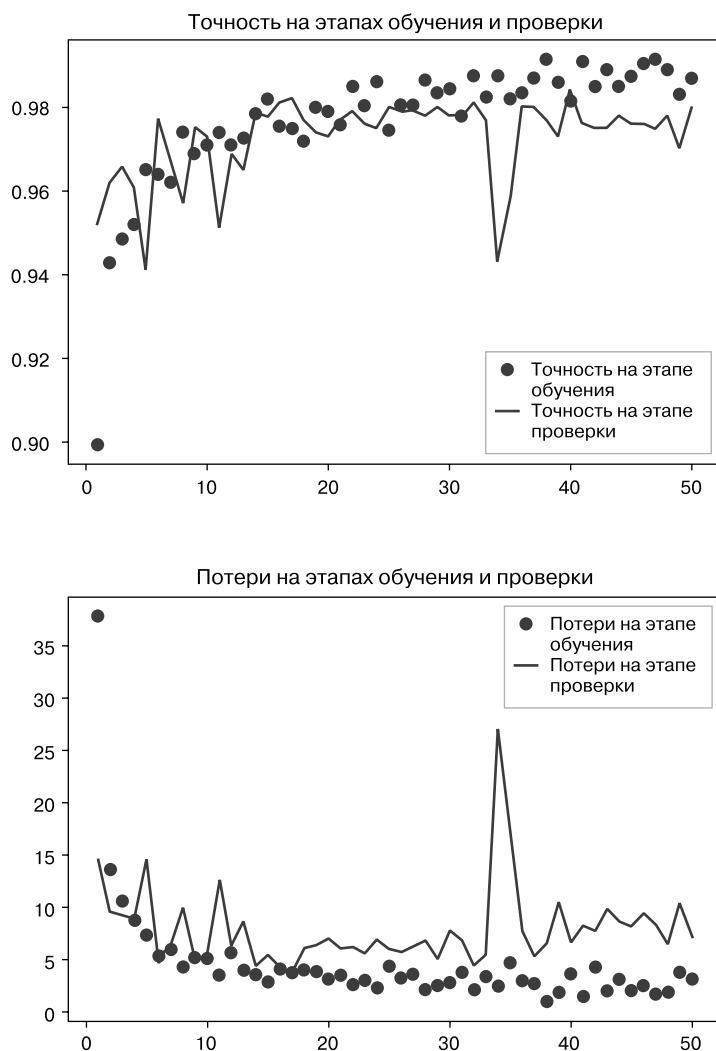 Точность на этапах обучения и проверки
0.98
0.96
0.94
0.92
0.90
Точность на этапе
обучения
Точность на этапе
проверки
0 10 20 30 40 50
Потери на этапах обучения и проверки
35
30
25
20
15
10
5
0
Потери на этапе
обучения
Потери на этапе
проверки
0 10 20 30 40 50